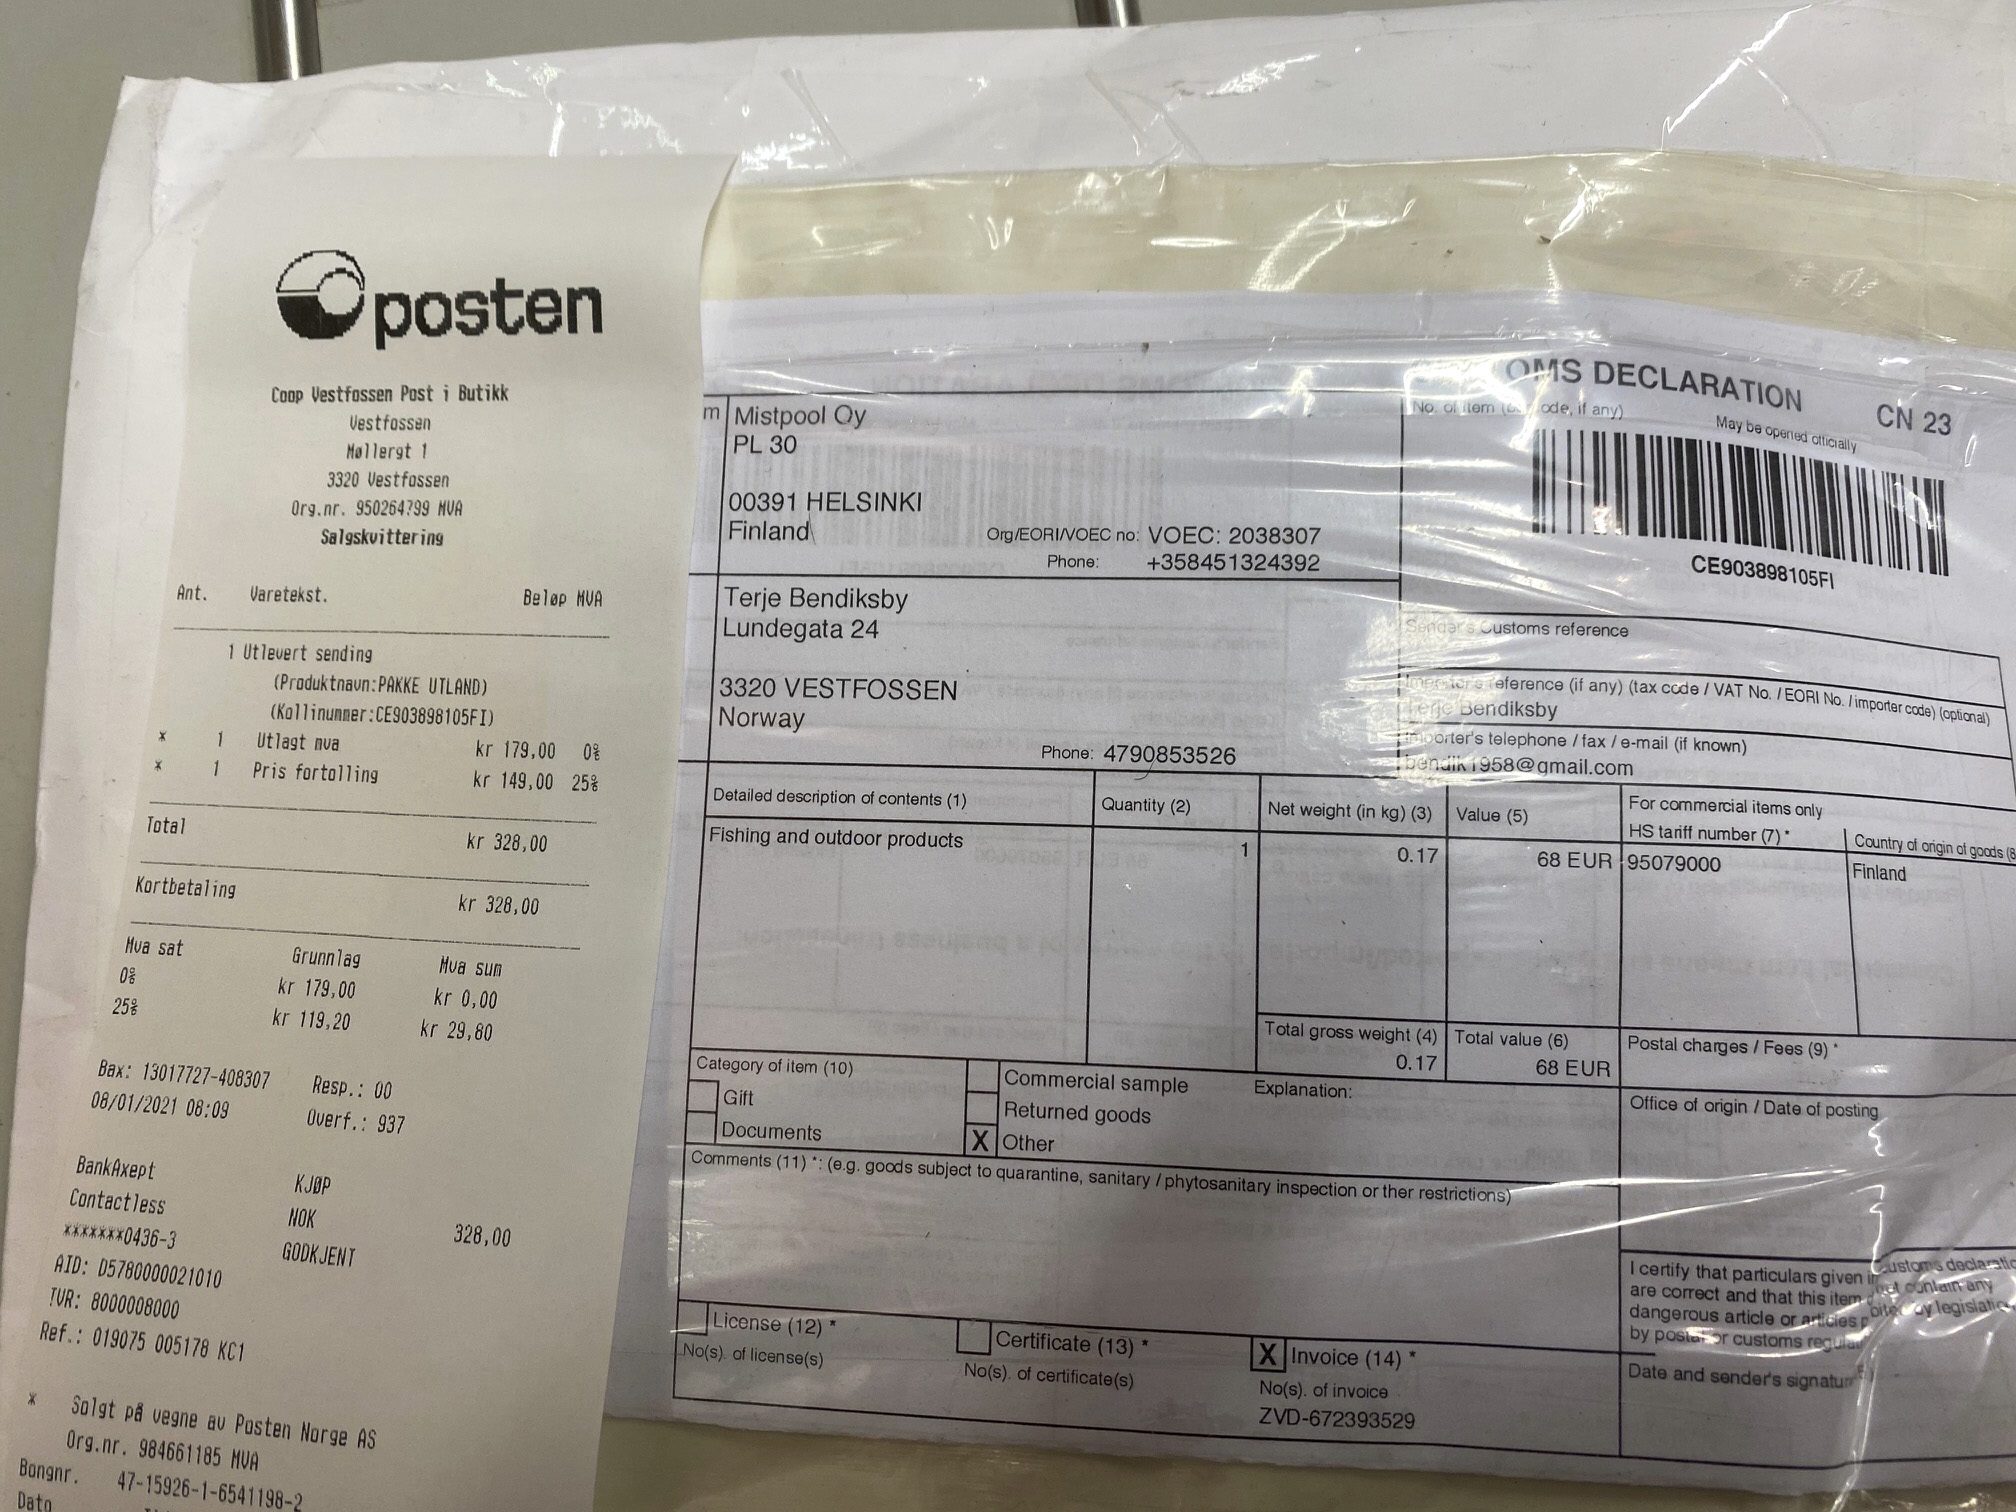 posten
Coop Vestfossen Post i Butikk
Vestfossen
Møllergt 1
3320 Vestfossen
Org.nr. 950264799 MVA
Salgskvittering
Ant. Varetekst. Beløp MVA
1 Utlevert sending
(Produktnavn:PAKKE UTLAND)
(Kollinummer:CE903898105FI)
* 1 Utlagt mva kr 179,00 0%
* 1 Pris fortolling kr 149,00 25%
Total kr 328,00
Kortbetaling kr 328,00
Mva sat Grunnlag Mva sum
0% kr 179,00 kr 0,00
25% kr 119,20 kr 29,80
Bax: 13017727-408307 Resp.: 00
08/01/2021 08:09 Overf.: 937
BankAxept KJØP
Contactless NOK 328,00
*******0436-3 GODKJENT
AID: D5780000021010
TVR: 8000008000
Ref.: 019075 005178 KC1
* Solgt på vegne av Posten Norge AS
Org.nr. 984661185 MVA
Bongnr. 47-15926-1-6541198-2
Dato
OMS DECLARATION CN 23
No. of item ode, if any) May be opened officially
CE903898105FI
m Mistpool Oy
PL 30
00391 HELSINKI
Finland Org/EORI/VOEC no: VOEC: 2038307
Phone: +358451324392
Terje Bendiksby
Lundegata 24
3320 VESTFOSSEN
Norway
Phone: 4790853526
Sender's Customs reference
Importer's reference (if any) (tax code / VAT No. / EORI No. / importer code) (optional)
Terje Bendiksby
Importer's telephone / fax / e-mail (if known)
bendik1958@gmail.com
Detailed description of contents (1) Quantity (2) Net weight (in kg) (3) Value (5) For commercial items only
HS tariff number (7) * Country of origin of goods (8
Fishing and outdoor products 1 0.17 68 EUR 95079000 Finland
Total gross weight (4) Total value (6) Postal charges / Fees (9) *
0.17 68 EUR
Category of item (10) Commercial sample Explanation:
Gift Returned goods
Documents X Other
Office of origin / Date of posting
Comments (11) *: (e.g. goods subject to quarantine, sanitary / phytosanitary inspection or ther restrictions)
I certify that particulars given in customs declaratio
are correct and that this item not contain any
dangerous article or articles by legislatio
by postal or customs regula
Date and sender's signatur
License (12) * Certificate (13) * X Invoice (14) *
No(s). of license(s) No(s). of certificate(s) No(s). of invoice
ZVD-672393529